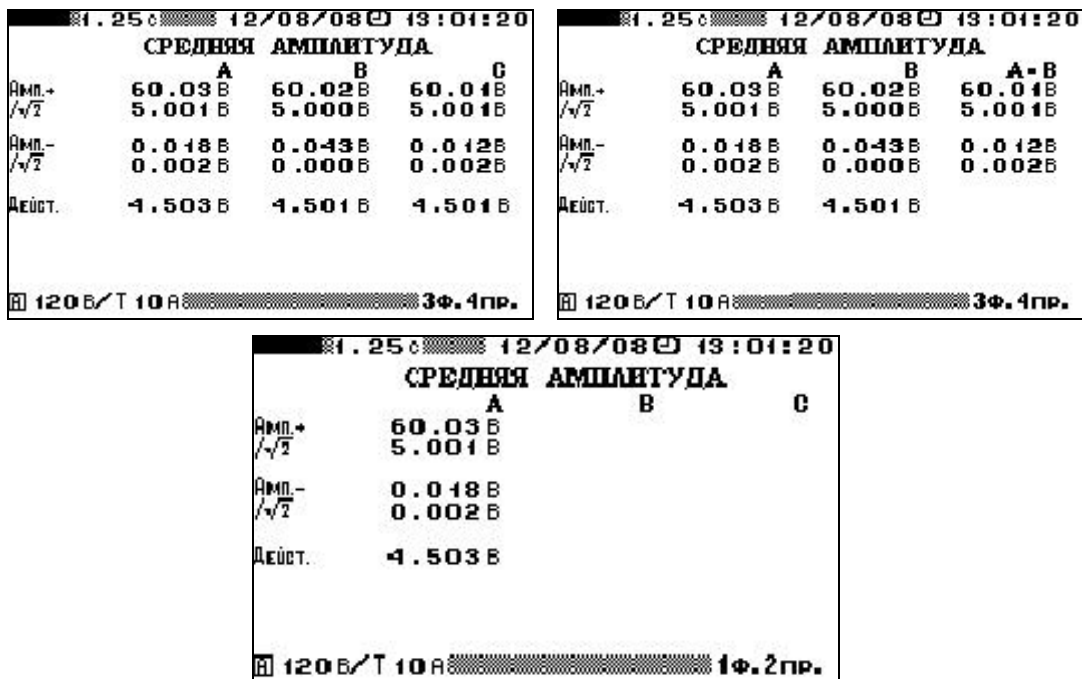 1.25с 12/08/08 13:01:20
СРЕДНЯЯ АМПЛИТУДА
A B C
Амп.+ 60.03В 60.02В 60.01В
/√2 5.001В 5.000В 5.001В
Амп.- 0.018В 0.043В 0.012В
/√2 0.002В 0.000В 0.002В
Дейст. 4.503В 4.501В 4.501В
A 120В/Т 10А 3ф.4пр.
1.25с 12/08/08 13:01:20
СРЕДНЯЯ АМПЛИТУДА
A B A-B
Амп.+ 60.03В 60.02В 60.01В
/√2 5.001В 5.000В 5.001В
Амп.- 0.018В 0.043В 0.012В
/√2 0.002В 0.000В 0.002В
Дейст. 4.503В 4.501В
A 120В/Т 10А 3ф.4пр.
1.25с 12/08/08 13:01:20
СРЕДНЯЯ АМПЛИТУДА
A B C
Амп.+ 60.03В
/√2 5.001В
Амп.- 0.018В
/√2 0.002В
Дейст. 4.503В
A 120В/Т 10А 1ф.2пр.